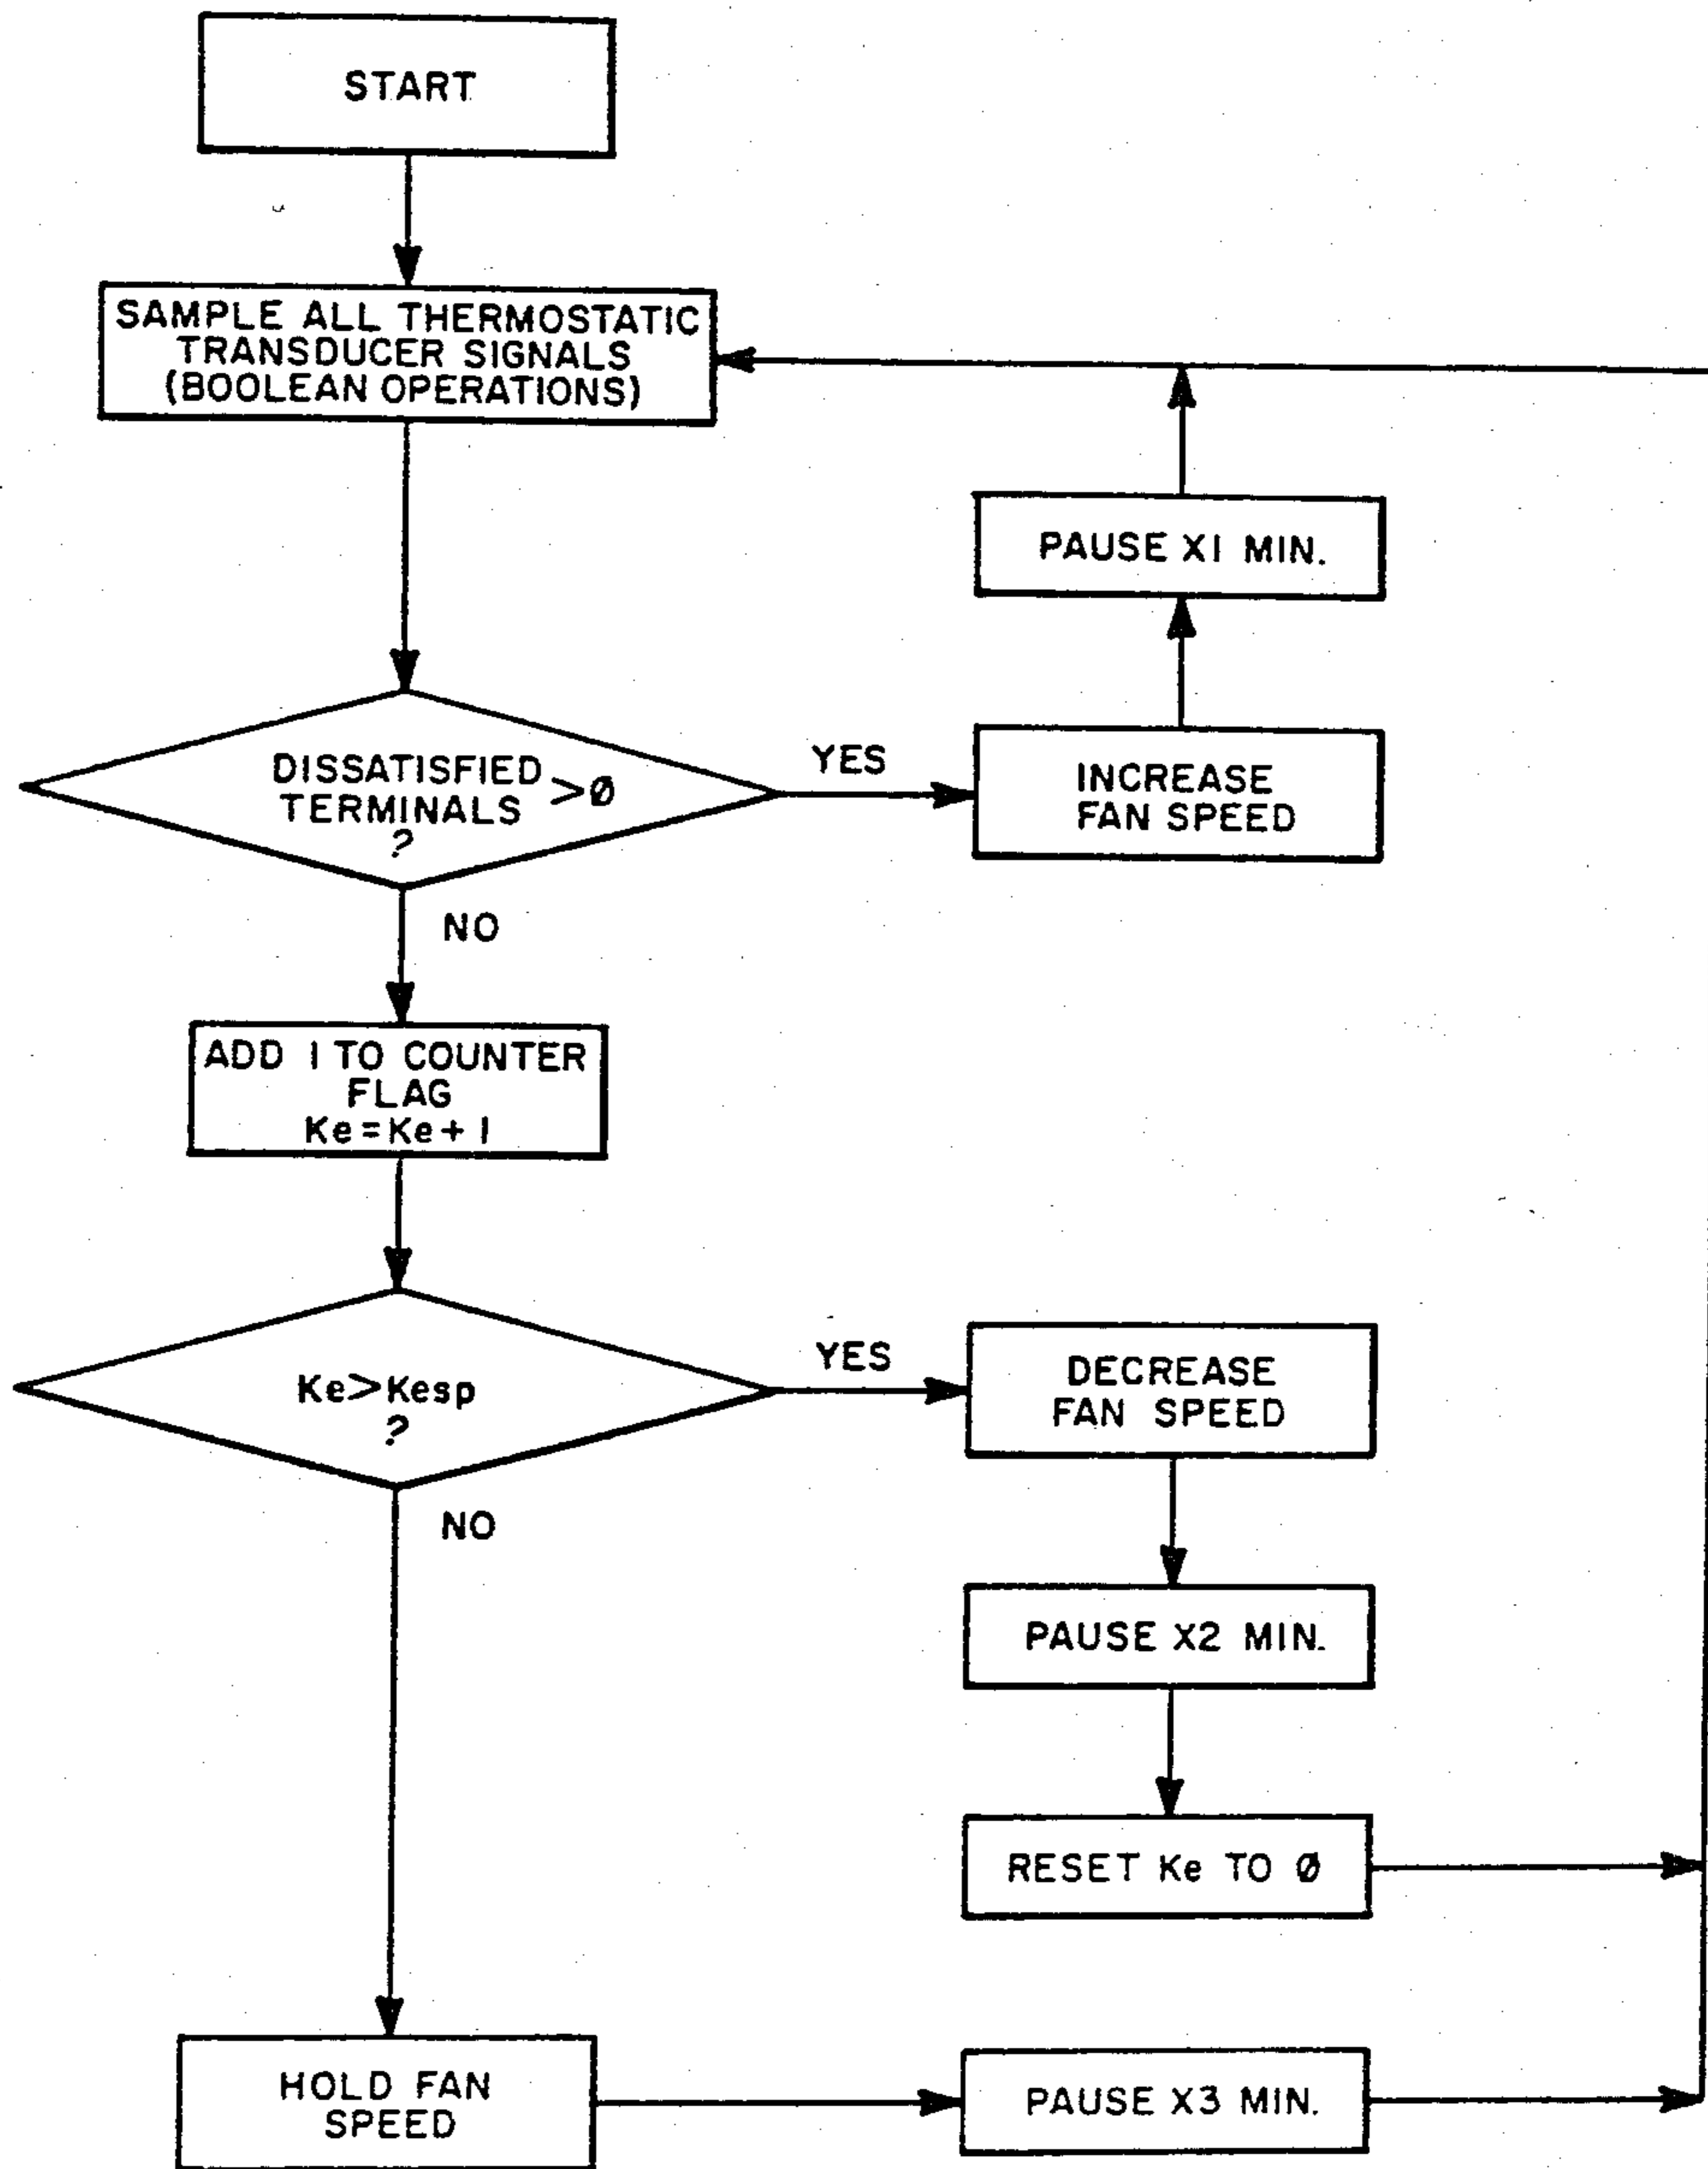 START
SAMPLE ALL THERMOSTATIC
TRANSDUCER SIGNALS
(BOOLEAN OPERATIONS)
PAUSE X1 MIN.
DISSATISFIED
TERMINALS >Ø
?
YES
INCREASE
FAN SPEED
NO
ADD 1 TO COUNTER
FLAG
Ke = Ke + 1
Ke>Kesp
?
YES
DECREASE
FAN SPEED
NO
PAUSE X2 MIN.
RESET Ke TO Ø
HOLD FAN
SPEED
PAUSE X3 MIN.